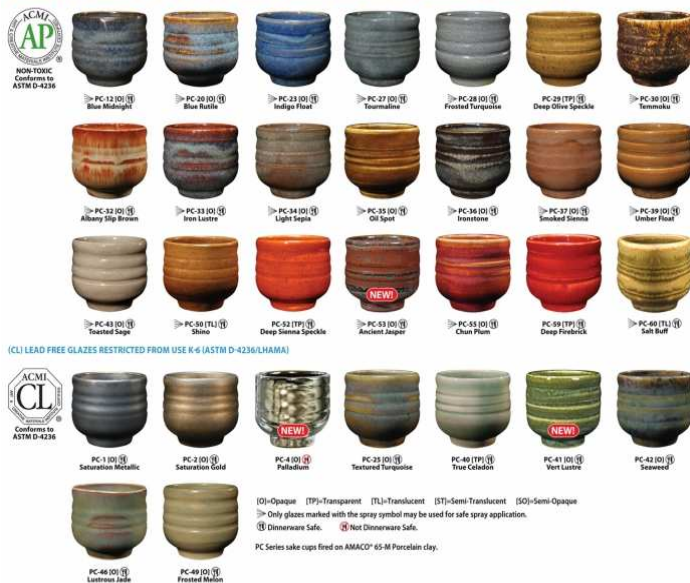 ACMI
AP
NON-TOXIC
Conforms to
ASTM D-4236
PC-12 [O]
Blue Midnight
PC-20 [O]
Blue Rutile
PC-23 [O]
Indigo Float
PC-27 [O]
Tourmaline
PC-28 [O]
Frosted Turquoise
PC-29 [TP]
Deep Olive Speckle
PC-30 [O]
Temmoku
PC-32 [O]
Albany Slip Brown
PC-33 [O]
Iron Lustre
PC-34 [O]
Light Sepia
PC-35 [O]
Oil Spot
PC-36 [O]
Ironstone
PC-37 [O]
Smoked Sienna
PC-39 [O]
Umber Float
PC-43 [O]
Toasted Sage
PC-50 [TL]
Shino
PC-52 [TP]
Deep Sienna Speckle
NEW!
PC-53 [O]
Ancient Jasper
PC-55 [O]
Chun Plum
PC-59 [TP]
Deep Firebrick
PC-60 [TL]
Salt Buff
(CL) LEAD FREE GLAZES RESTRICTED FROM USE K-6 (ASTM D-4236/LHAMA)
ACMI
CL
Conforms to
ASTM D-4236
PC-1 [O]
Saturation Metallic
PC-2 [O]
Saturation Gold
NEW!
PC-4 [O]
Palladium
PC-25 [O]
Textured Turquoise
PC-40 [TP]
True Celadon
NEW!
PC-41 [O]
Vert Lustre
PC-42 [O]
Seaweed
PC-46 [O]
Lustrous Jade
PC-49 [O]
Frosted Melon
[O]=Opaque [TP]=Transparent [TL]=Translucent [ST]=Semi-Translucent [SO]=Semi-Opaque
Only glazes marked with the spray symbol may be used for safe spray application.
Dinnerware Safe. Not Dinnerware Safe.
PC Series sake cups fired on AMACO® 65-M Porcelain clay.